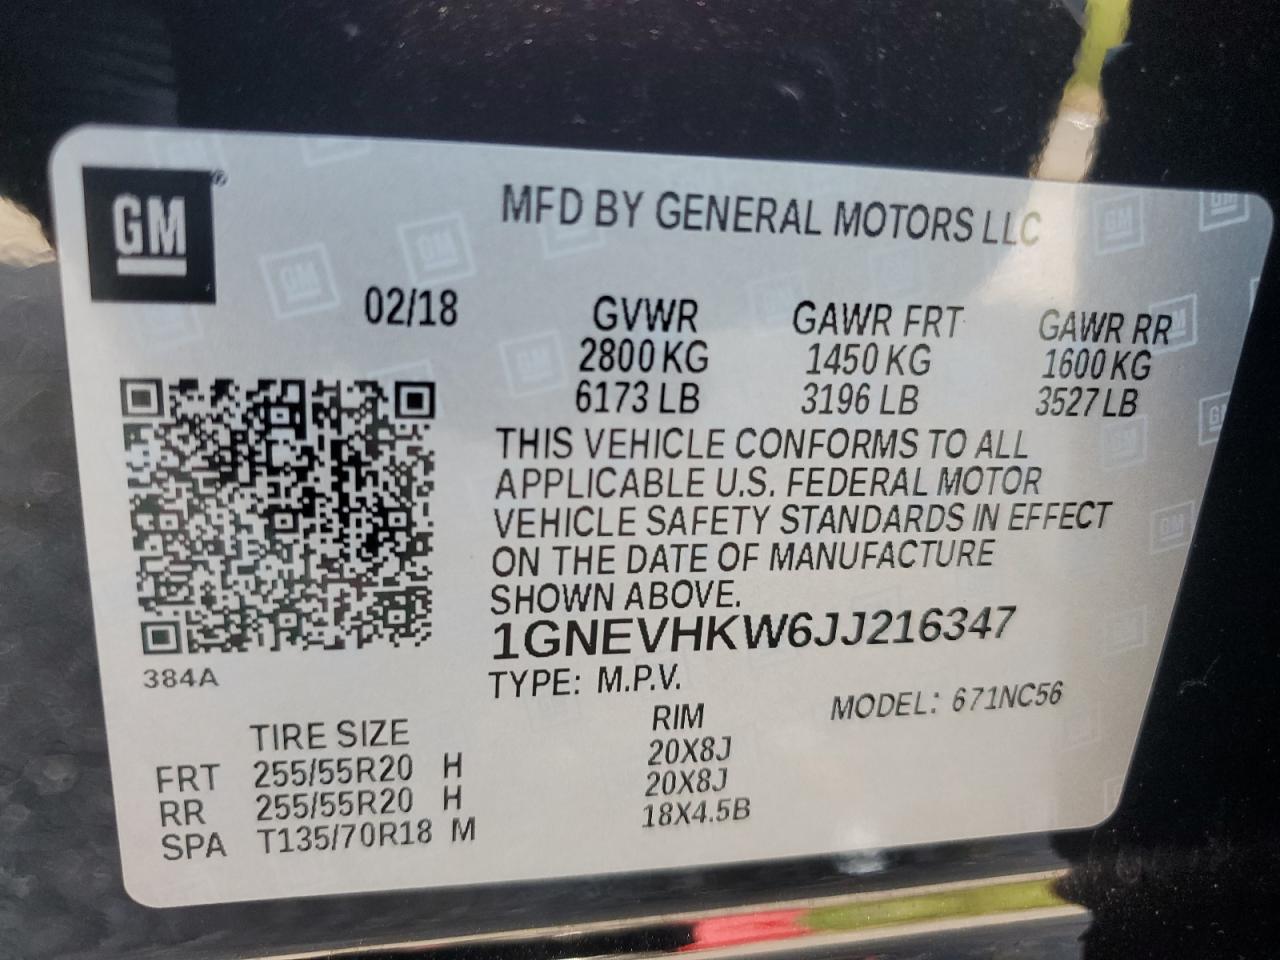 GM
MFD BY GENERAL MOTORS LLC
02/18
GVWR GAWR FRT GAWR RR
2800 KG 1450 KG 1600 KG
6173 LB 3196 LB 3527 LB
THIS VEHICLE CONFORMS TO ALL
APPLICABLE U.S. FEDERAL MOTOR
VEHICLE SAFETY STANDARDS IN EFFECT
ON THE DATE OF MANUFACTURE
SHOWN ABOVE.
1GNEVHKW6JJ216347
384A
TYPE: M.P.V. MODEL: 671NC56
TIRE SIZE RIM
FRT 255/55R20 H 20X8J
RR 255/55R20 H 20X8J
SPA T135/70R18 M 18X4.5B